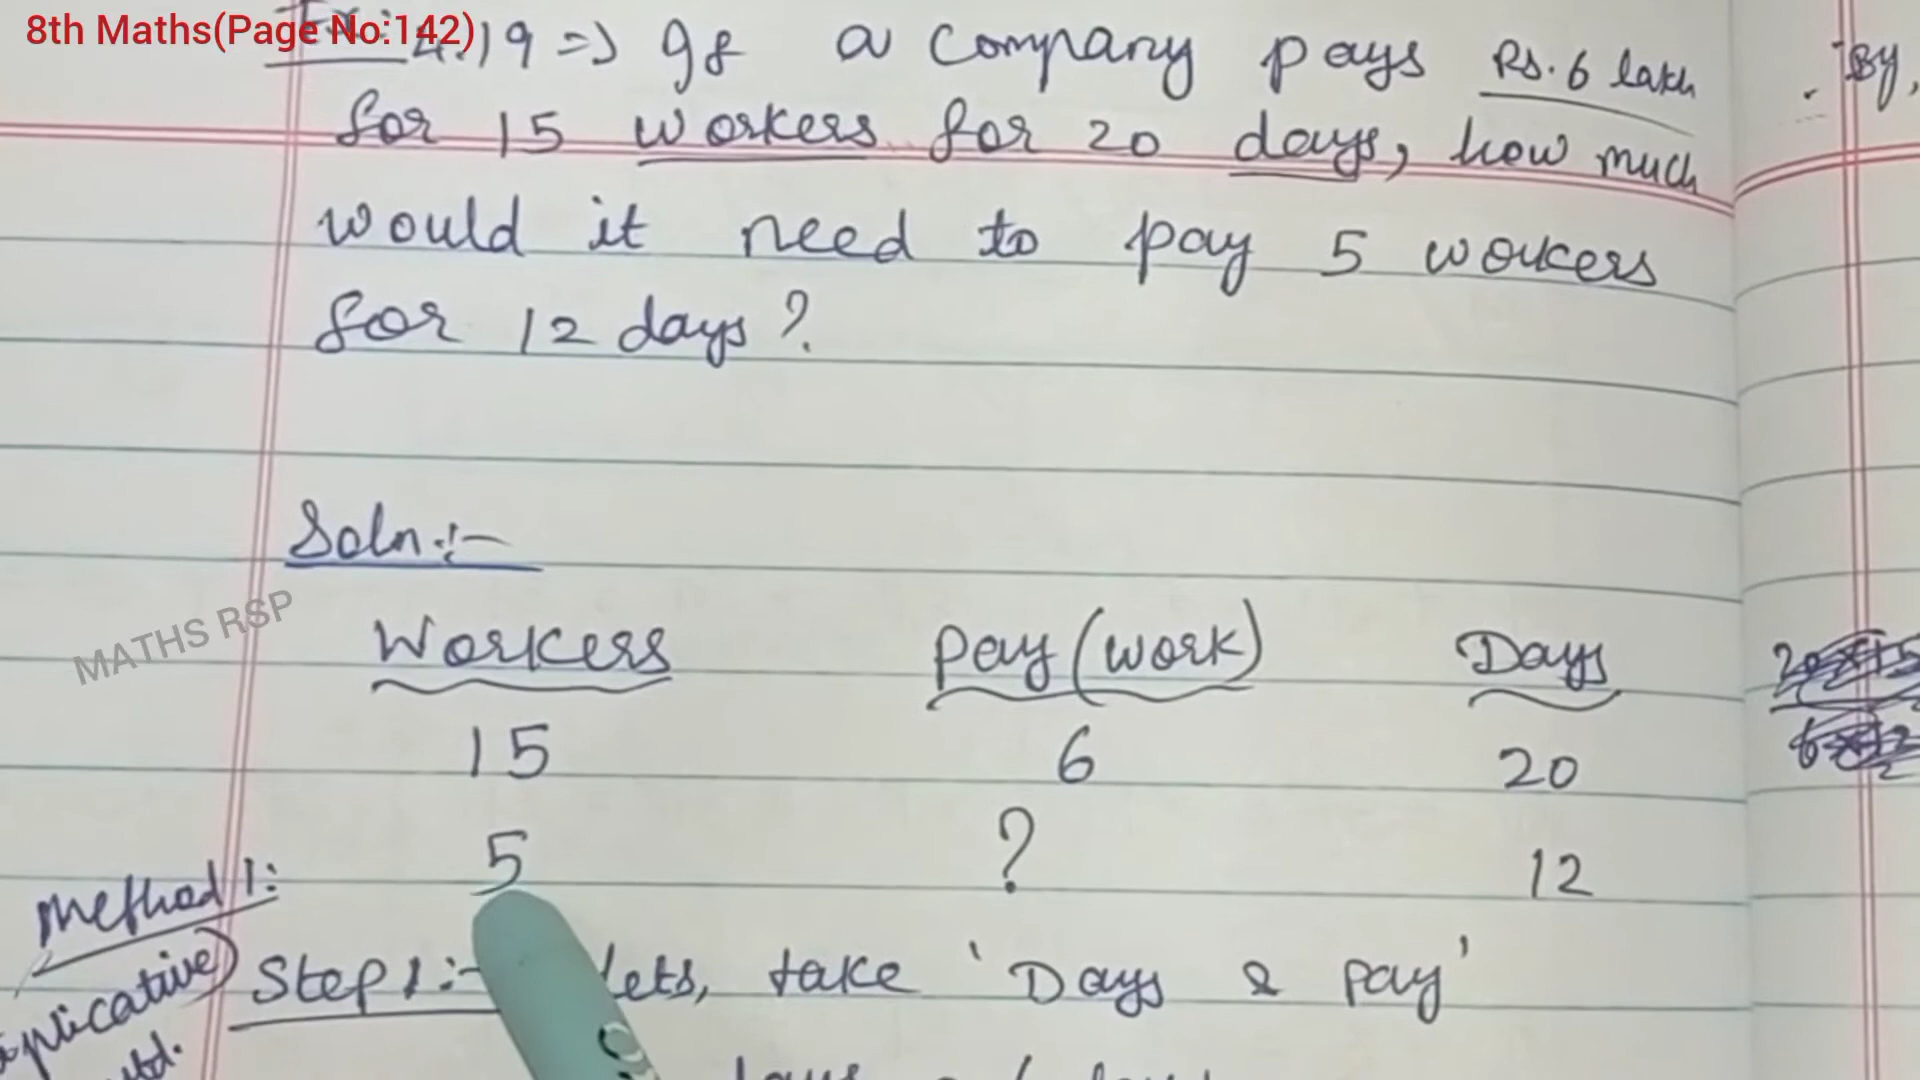 8th Maths(Page No:142)
4.19 => If a company pays Rs. 6 lakh
for 15 workers for 20 days, how much
would it need to pay 5 workers
for 12 days?
By,
Soln:-
MATHS RSP
Workers Pay (work) Days
15 6 20
5 ? 12
Method 1:
Step 1:- lets, take 'Days & pay'